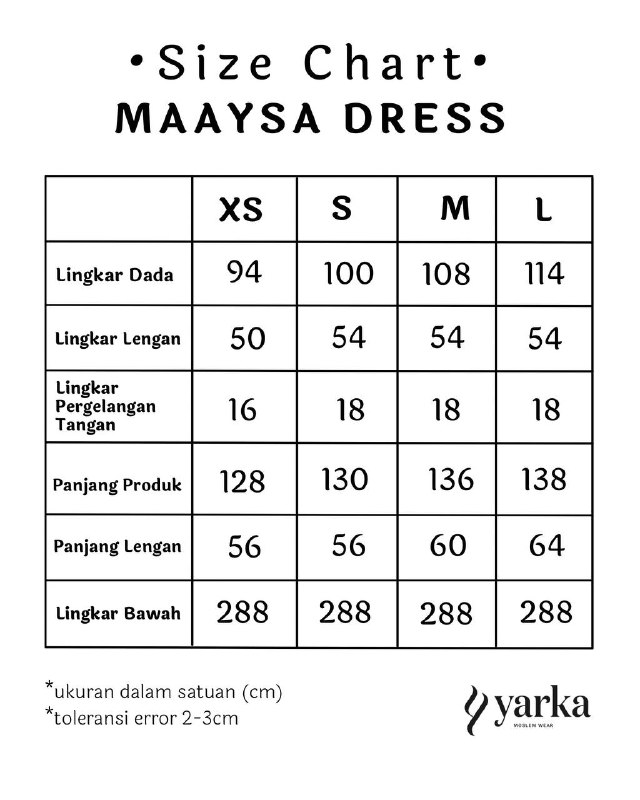 •Size Chart•
MAAYSA DRESS
XS S M L
Lingkar Dada 94 100 108 114
Lingkar Lengan 50 54 54 54
Lingkar
Pergelangan
Tangan 16 18 18 18
Panjang Produk 128 130 136 138
Panjang Lengan 56 56 60 64
Lingkar Bawah 288 288 288 288
*ukuran dalam satuan (cm)
*toleransi error 2-3cm
yarka
MOSLEM WEAR